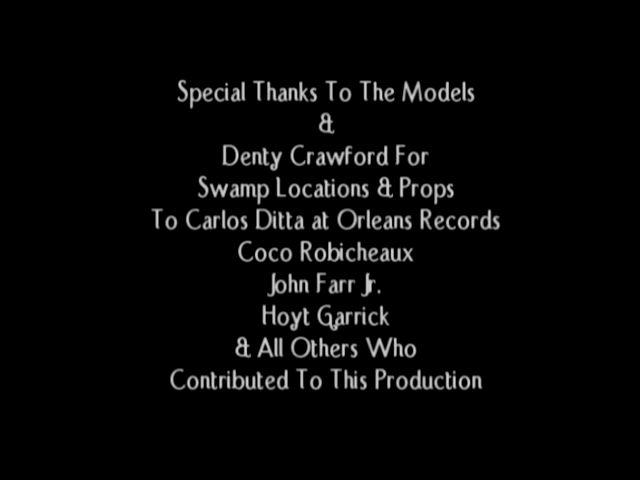 Special Thanks To The Models
&
Denty Crawford For
Swamp Locations & Props
To Carlos Ditta at Orleans Records
Coco Robicheaux
John Farr Jr.
Hoyt Garrick
& All Others Who
Contributed To This Production